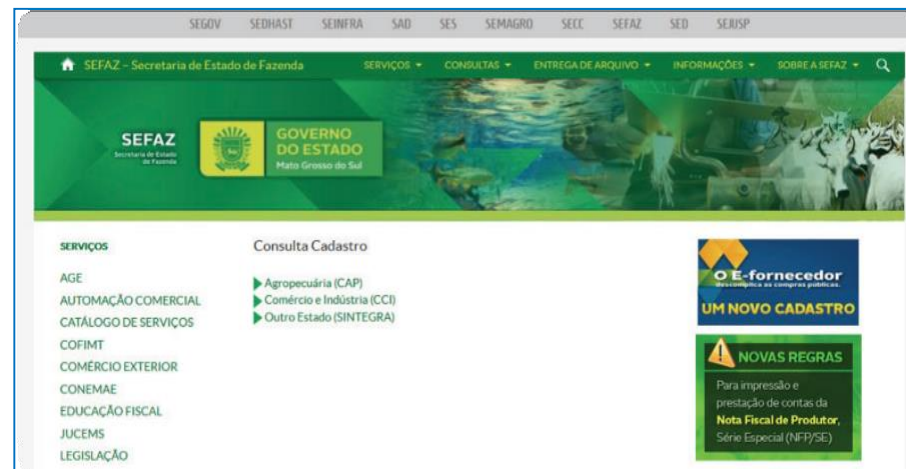 SEGOV SEDHAST SEINFRA SAD SES SEMAGRO SECC SEFAZ SED SEJUSP
SEFAZ – Secretaria de Estado de Fazenda SERVIÇOS CONSULTAS ENTREGA DE ARQUIVO INFORMAÇÕES SOBRE A SEFAZ
SEFAZ
Secretaria de Estado
de Fazenda
GOVERNO
DO ESTADO
Mato Grosso do Sul
SERVIÇOS
AGE
AUTOMAÇÃO COMERCIAL
CATÁLOGO DE SERVIÇOS
COFIMT
COMÉRCIO EXTERIOR
CONEMAE
EDUCAÇÃO FISCAL
JUCEMS
LEGISLAÇÃO
Consulta Cadastro
Agropecuária (CAP)
Comércio e Indústria (CCI)
Outro Estado (SINTEGRA)
O E-fornecedor
descomplica as compras públicas.
UM NOVO CADASTRO
NOVAS REGRAS
Para impressão e
prestação de contas da
Nota Fiscal de Produtor,
Série Especial (NFP/SE)